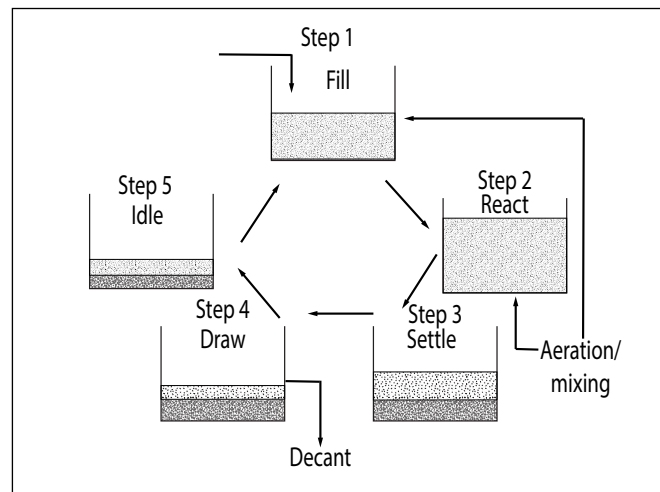 Step 1
Fill
Step 2
React
Step 3
Settle
Aeration/
mixing
Step 4
Draw
Decant
Step 5
Idle